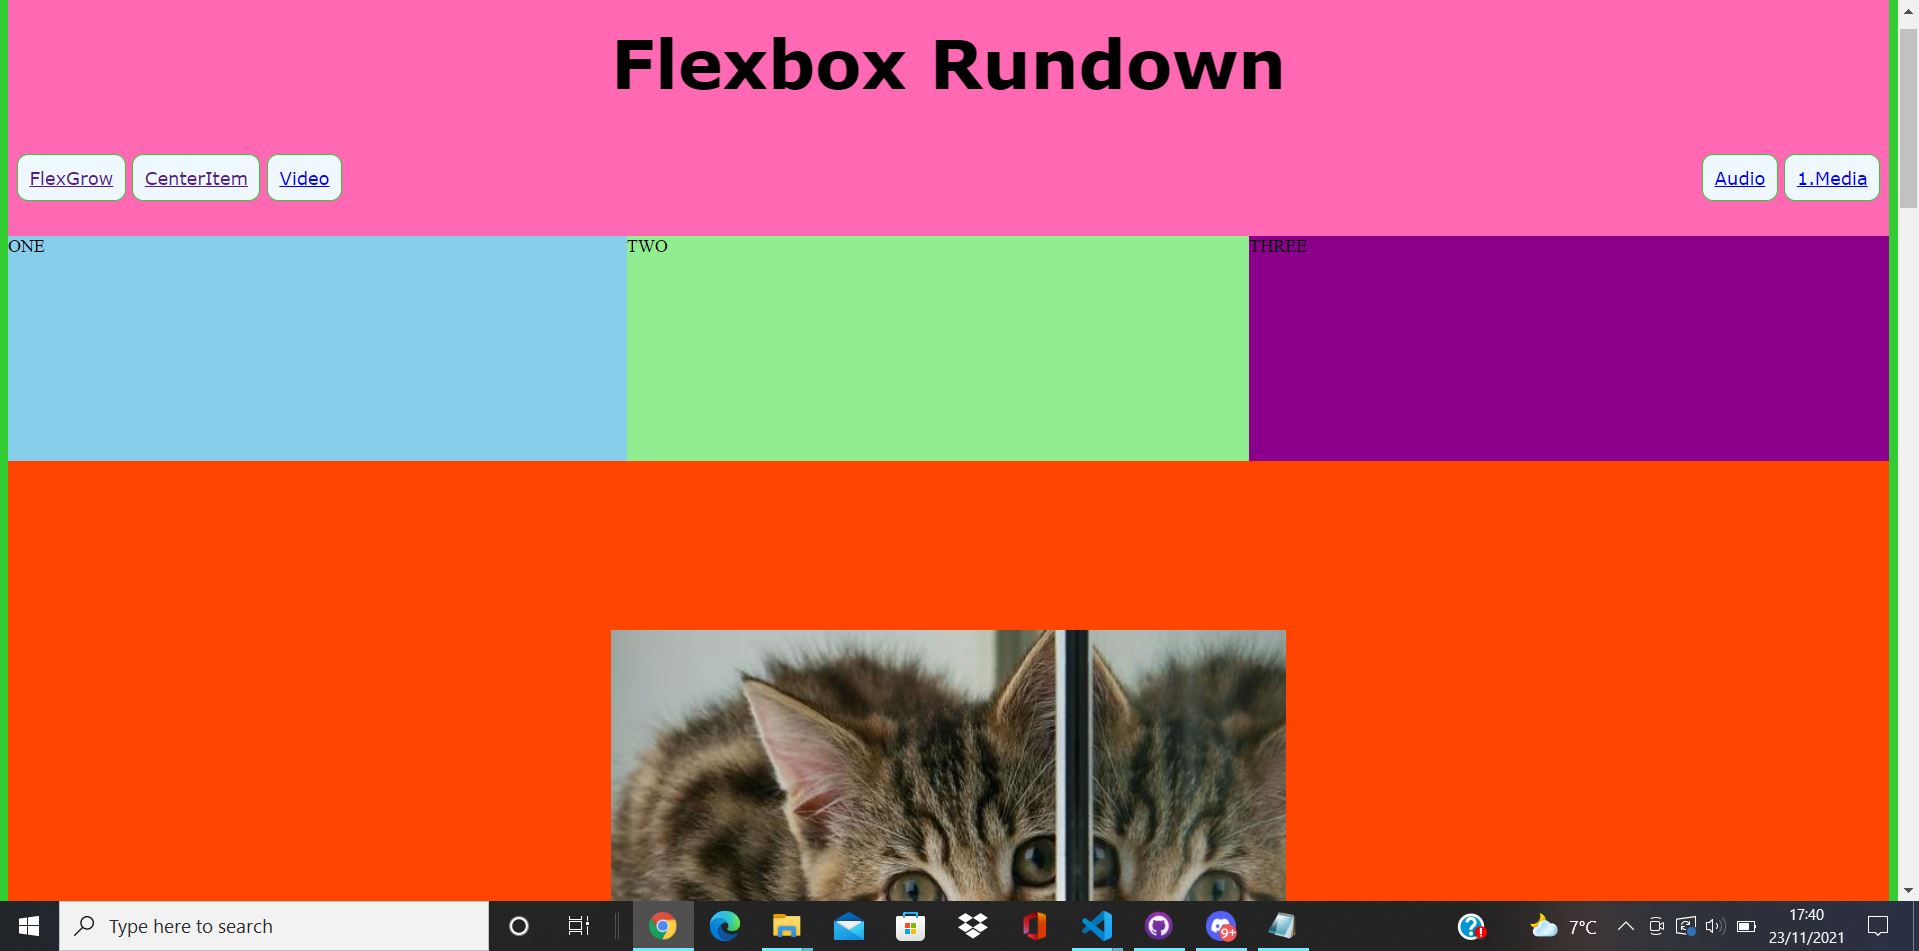 Flexbox Rundown
FlexGrow CenterItem Video Audio 1.Media
ONE TWO THREE
Type here to search
9+
7°C
17:40
23/11/2021